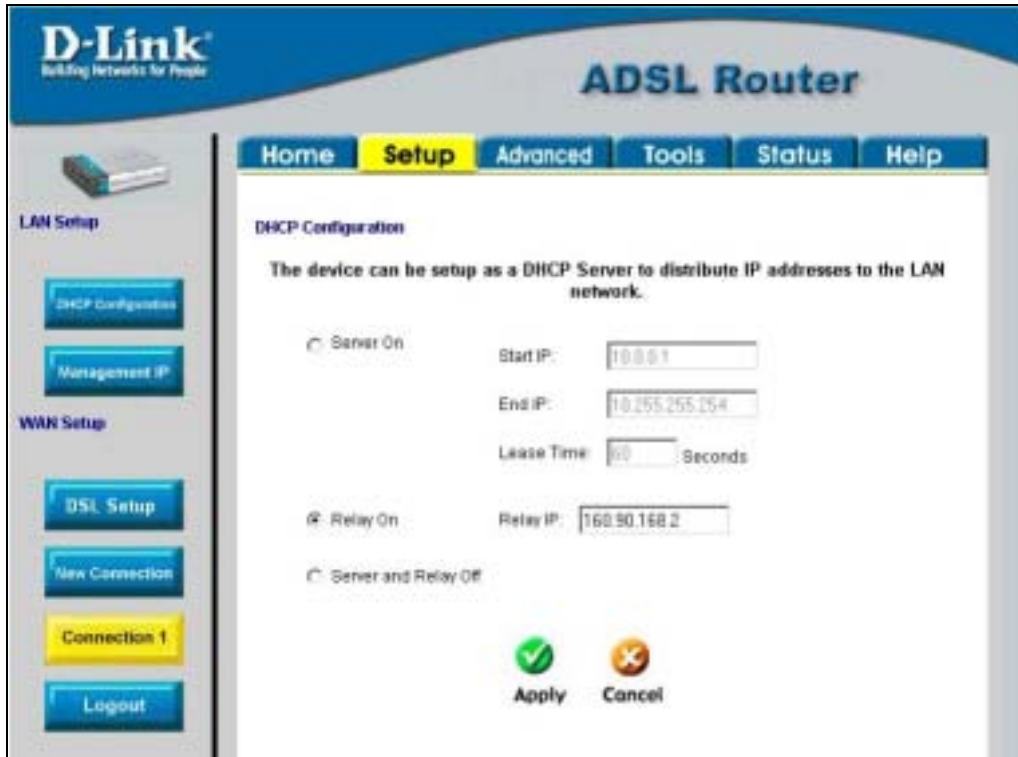 D-Link
Building Networks for People
ADSL Router
Home Setup Advanced Tools Status Help
LAN Setup
DHCP Configuration
Management IP
WAN Setup
DSL Setup
New Connection
Connection 1
Logout
DHCP Configuration
The device can be setup as a DHCP Server to distribute IP addresses to the LAN
network.
Server On
Start IP: 10.0.0.1
End IP: 10.255.255.254
Lease Time: 60 Seconds
Relay On Relay IP: 160.90.168.2
Server and Relay Off
Apply Cancel